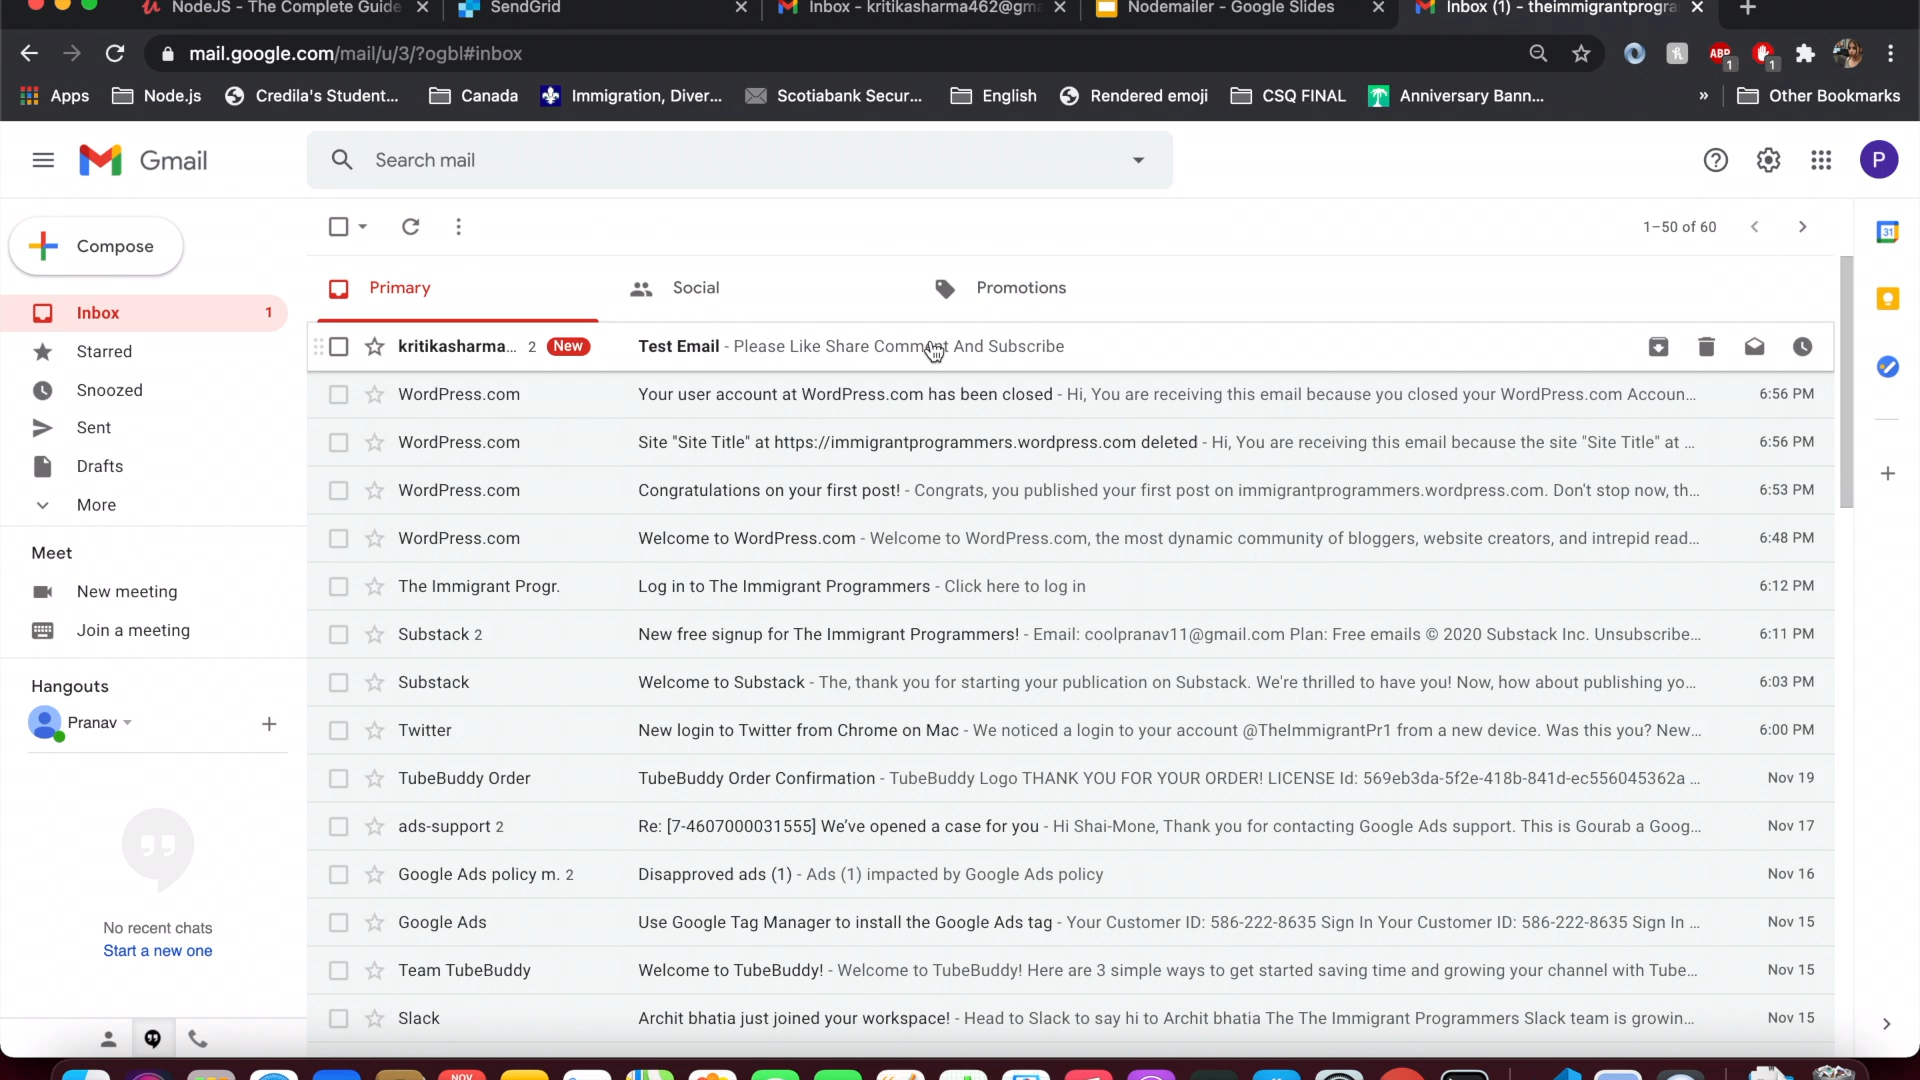 NodeJS - The Complete Guide
SendGrid
Inbox - kritikasharma462@gma
Nodemailer - Google Slides
Inbox (1) - theimmigrantprogra
mail.google.com/mail/u/3/?ogbl#inbox
ABP
1
1
Apps
Node.js
Credila's Student...
Canada
Immigration, Diver...
Scotiabank Secur...
English
Rendered emoji
CSQ FINAL
Anniversary Bann...
»
Other Bookmarks
Gmail
Search mail
P
Compose
1–50 of 60
31
Primary
Social
Promotions
Inbox
1
Starred
Snoozed
Sent
Drafts
More
Meet
New meeting
Join a meeting
Hangouts
Pranav
No recent chats
Start a new one
kritikasharma... 2 New Test Email - Please Like Share Comment And Subscribe
WordPress.com Your user account at WordPress.com has been closed - Hi, You are receiving this email because you closed your WordPress.com Accoun... 6:56 PM
WordPress.com Site "Site Title" at https://immigrantprogrammers.wordpress.com deleted - Hi, You are receiving this email because the site "Site Title" at ... 6:56 PM
WordPress.com Congratulations on your first post! - Congrats, you published your first post on immigrantprogrammers.wordpress.com. Don't stop now, th... 6:53 PM
WordPress.com Welcome to WordPress.com - Welcome to WordPress.com, the most dynamic community of bloggers, website creators, and intrepid read... 6:48 PM
The Immigrant Progr. Log in to The Immigrant Programmers - Click here to log in 6:12 PM
Substack 2 New free signup for The Immigrant Programmers! - Email: coolpranav11@gmail.com Plan: Free emails © 2020 Substack Inc. Unsubscribe... 6:11 PM
Substack Welcome to Substack - The, thank you for starting your publication on Substack. We're thrilled to have you! Now, how about publishing yo... 6:03 PM
Twitter New login to Twitter from Chrome on Mac - We noticed a login to your account @TheImmigrantPr1 from a new device. Was this you? New... 6:00 PM
TubeBuddy Order TubeBuddy Order Confirmation - TubeBuddy Logo THANK YOU FOR YOUR ORDER! LICENSE Id: 569eb3da-5f2e-418b-841d-ec556045362a ... Nov 19
ads-support 2 Re: [7-4607000031555] We've opened a case for you - Hi Shai-Mone, Thank you for contacting Google Ads support. This is Gourab a Goog... Nov 17
Google Ads policy m. 2 Disapproved ads (1) - Ads (1) impacted by Google Ads policy Nov 16
Google Ads Use Google Tag Manager to install the Google Ads tag - Your Customer ID: 586-222-8635 Sign In Your Customer ID: 586-222-8635 Sign In ... Nov 15
Team TubeBuddy Welcome to TubeBuddy! - Welcome to TubeBuddy! Here are 3 simple ways to get started saving time and growing your channel with Tube... Nov 15
Slack Archit bhatia just joined your workspace! - Head to Slack to say hi to Archit bhatia The The Immigrant Programmers Slack team is growin... Nov 15
NOV